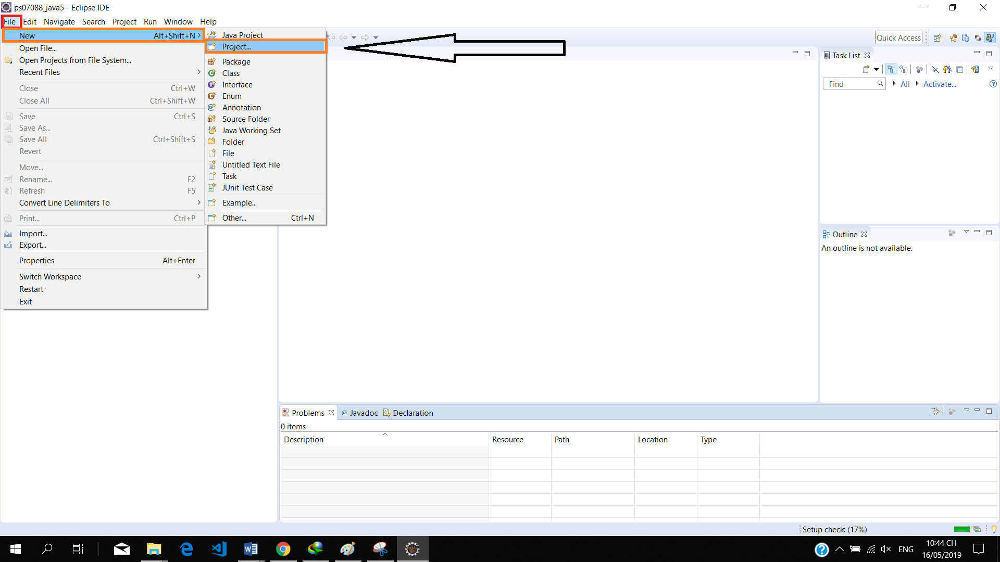 ps07088_java5 - Eclipse IDE
File Edit Navigate Search Project Run Window Help
New Alt+Shift+N
Open File...
Open Projects from File System...
Recent Files
Close Ctrl+W
Close All Ctrl+Shift+W
Save Ctrl+S
Save As...
Save All Ctrl+Shift+S
Revert
Move...
Rename... F2
Refresh F5
Convert Line Delimiters To
Print... Ctrl+P
Import...
Export...
Properties Alt+Enter
Switch Workspace
Restart
Exit
Java Project
Project...
Package
Class
Interface
Enum
Annotation
Source Folder
Java Working Set
Folder
File
Untitled Text File
Task
JUnit Test Case
Example...
Other... Ctrl+N
Quick Access
Task List
Find All Activate...
Outline
An outline is not available.
Problems @ Javadoc Declaration
0 items
Description Resource Path Location Type
Setup check: (17%)
ENG
10:44 CH
16/05/2019